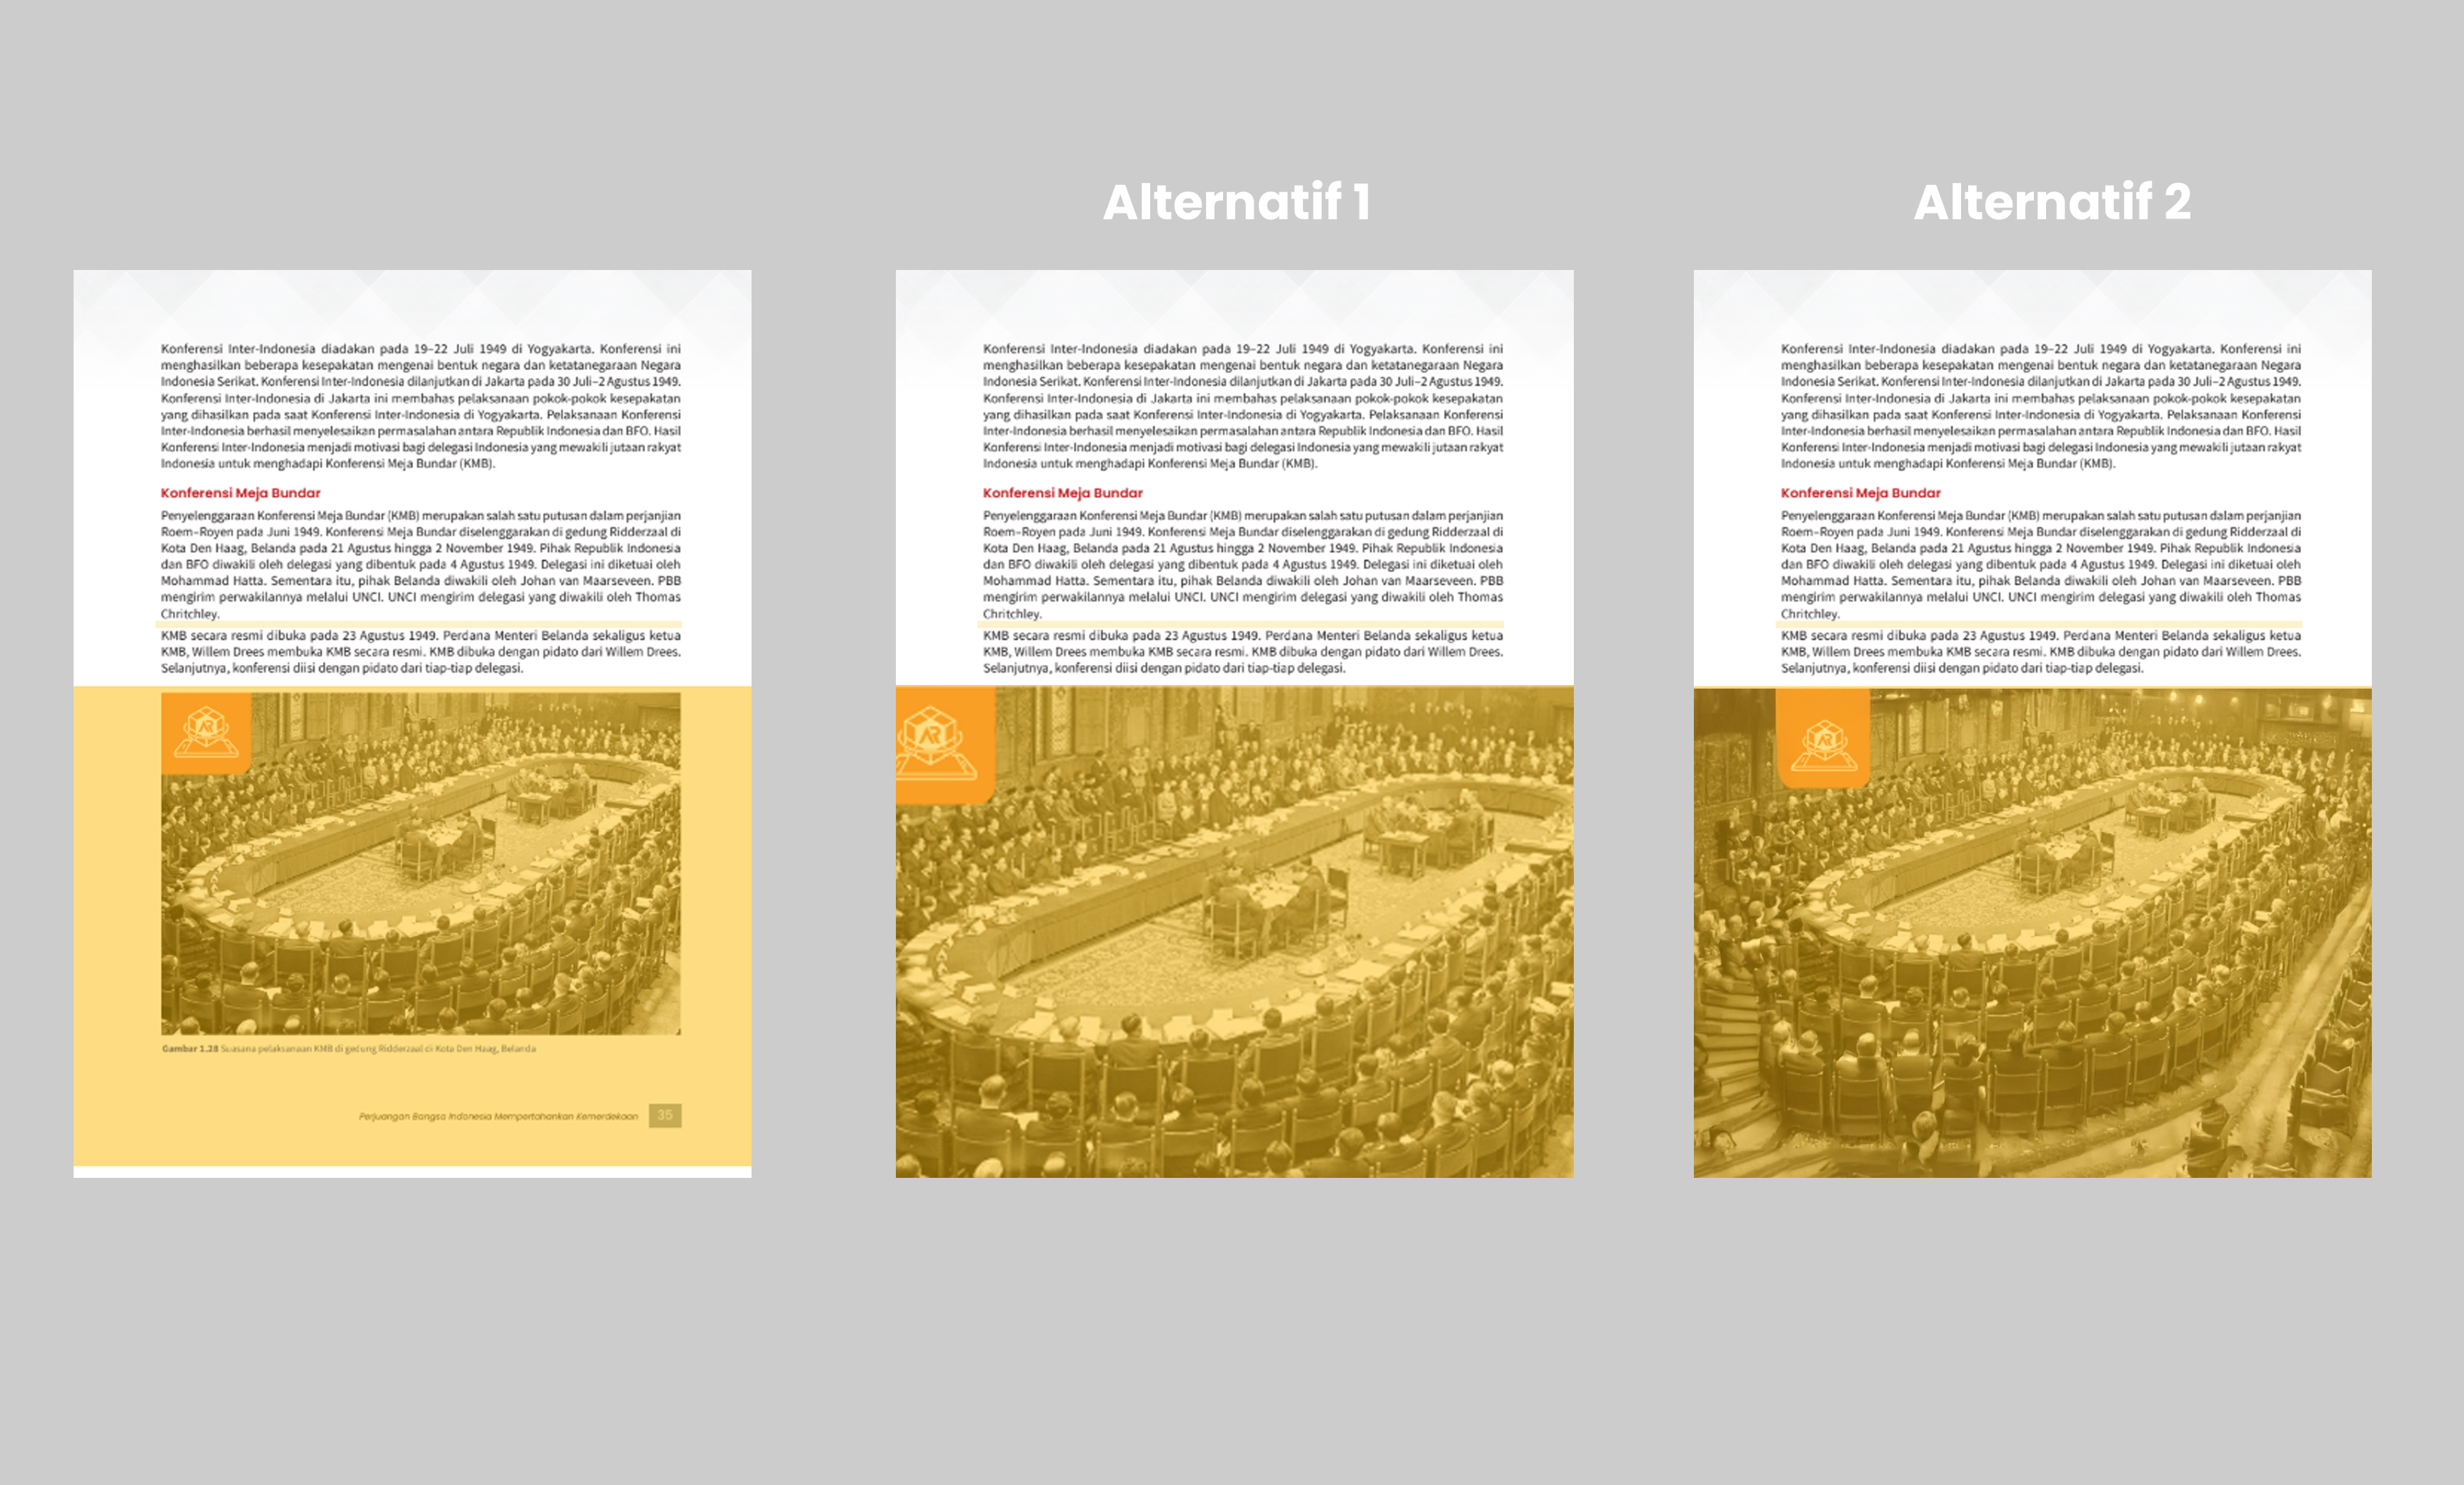 Konferensi Inter-Indonesia diadakan pada 19–22 Juli 1949 di Yogyakarta. Konferensi ini
menghasilkan beberapa kesepakatan mengenai bentuk negara dan ketatanegaraan Negara
Indonesia Serikat. Konferensi Inter-Indonesia dilanjutkan di Jakarta pada 30 Juli–2 Agustus 1949.
Konferensi Inter-Indonesia di Jakarta ini membahas pelaksanaan pokok-pokok kesepakatan
yang dihasilkan pada saat Konferensi Inter-Indonesia di Yogyakarta. Pelaksanaan Konferensi
Inter-Indonesia berhasil menyelesaikan permasalahan antara Republik Indonesia dan BFO. Hasil
Konferensi Inter-Indonesia menjadi motivasi bagi delegasi Indonesia yang mewakili jutaan rakyat
Indonesia untuk menghadapi Konferensi Meja Bundar (KMB).
Konferensi Meja Bundar
Penyelenggaraan Konferensi Meja Bundar (KMB) merupakan salah satu putusan dalam perjanjian
Roem–Royen pada Juni 1949. Konferensi Meja Bundar diselenggarakan di gedung Ridderzaal di
Kota Den Haag, Belanda pada 21 Agustus hingga 2 November 1949. Pihak Republik Indonesia
dan BFO diwakili oleh delegasi yang dibentuk pada 4 Agustus 1949. Delegasi ini diketuai oleh
Mohammad Hatta. Sementara itu, pihak Belanda diwakili oleh Johan van Maarseveen. PBB
mengirim perwakilannya melalui UNCI. UNCI mengirim delegasi yang diwakili oleh Thomas
Chritchley.
KMB secara resmi dibuka pada 23 Agustus 1949. Perdana Menteri Belanda sekaligus ketua
KMB, Willem Drees membuka KMB secara resmi. KMB dibuka dengan pidato dari Willem Drees.
Selanjutnya, konferensi diisi dengan pidato dari tiap-tiap delegasi.
AR
Gambar 1.28 Suasana pelaksanaan KMB di gedung Ridderzaal di Kota Den Haag, Belanda
Perjuangan Bangsa Indonesia Mempertahankan Kemerdekaan 35
Alternatif 1
Konferensi Inter-Indonesia diadakan pada 19–22 Juli 1949 di Yogyakarta. Konferensi ini
menghasilkan beberapa kesepakatan mengenai bentuk negara dan ketatanegaraan Negara
Indonesia Serikat. Konferensi Inter-Indonesia dilanjutkan di Jakarta pada 30 Juli–2 Agustus 1949.
Konferensi Inter-Indonesia di Jakarta ini membahas pelaksanaan pokok-pokok kesepakatan
yang dihasilkan pada saat Konferensi Inter-Indonesia di Yogyakarta. Pelaksanaan Konferensi
Inter-Indonesia berhasil menyelesaikan permasalahan antara Republik Indonesia dan BFO. Hasil
Konferensi Inter-Indonesia menjadi motivasi bagi delegasi Indonesia yang mewakili jutaan rakyat
Indonesia untuk menghadapi Konferensi Meja Bundar (KMB).
Konferensi Meja Bundar
Penyelenggaraan Konferensi Meja Bundar (KMB) merupakan salah satu putusan dalam perjanjian
Roem–Royen pada Juni 1949. Konferensi Meja Bundar diselenggarakan di gedung Ridderzaal di
Kota Den Haag, Belanda pada 21 Agustus hingga 2 November 1949. Pihak Republik Indonesia
dan BFO diwakili oleh delegasi yang dibentuk pada 4 Agustus 1949. Delegasi ini diketuai oleh
Mohammad Hatta. Sementara itu, pihak Belanda diwakili oleh Johan van Maarseveen. PBB
mengirim perwakilannya melalui UNCI. UNCI mengirim delegasi yang diwakili oleh Thomas
Chritchley.
KMB secara resmi dibuka pada 23 Agustus 1949. Perdana Menteri Belanda sekaligus ketua
KMB, Willem Drees membuka KMB secara resmi. KMB dibuka dengan pidato dari Willem Drees.
Selanjutnya, konferensi diisi dengan pidato dari tiap-tiap delegasi.
AR
Alternatif 2
Konferensi Inter-Indonesia diadakan pada 19–22 Juli 1949 di Yogyakarta. Konferensi ini
menghasilkan beberapa kesepakatan mengenai bentuk negara dan ketatanegaraan Negara
Indonesia Serikat. Konferensi Inter-Indonesia dilanjutkan di Jakarta pada 30 Juli–2 Agustus 1949.
Konferensi Inter-Indonesia di Jakarta ini membahas pelaksanaan pokok-pokok kesepakatan
yang dihasilkan pada saat Konferensi Inter-Indonesia di Yogyakarta. Pelaksanaan Konferensi
Inter-Indonesia berhasil menyelesaikan permasalahan antara Republik Indonesia dan BFO. Hasil
Konferensi Inter-Indonesia menjadi motivasi bagi delegasi Indonesia yang mewakili jutaan rakyat
Indonesia untuk menghadapi Konferensi Meja Bundar (KMB).
Konferensi Meja Bundar
Penyelenggaraan Konferensi Meja Bundar (KMB) merupakan salah satu putusan dalam perjanjian
Roem–Royen pada Juni 1949. Konferensi Meja Bundar diselenggarakan di gedung Ridderzaal di
Kota Den Haag, Belanda pada 21 Agustus hingga 2 November 1949. Pihak Republik Indonesia
dan BFO diwakili oleh delegasi yang dibentuk pada 4 Agustus 1949. Delegasi ini diketuai oleh
Mohammad Hatta. Sementara itu, pihak Belanda diwakili oleh Johan van Maarseveen. PBB
mengirim perwakilannya melalui UNCI. UNCI mengirim delegasi yang diwakili oleh Thomas
Chritchley.
KMB secara resmi dibuka pada 23 Agustus 1949. Perdana Menteri Belanda sekaligus ketua
KMB, Willem Drees membuka KMB secara resmi. KMB dibuka dengan pidato dari Willem Drees.
Selanjutnya, konferensi diisi dengan pidato dari tiap-tiap delegasi.
AR